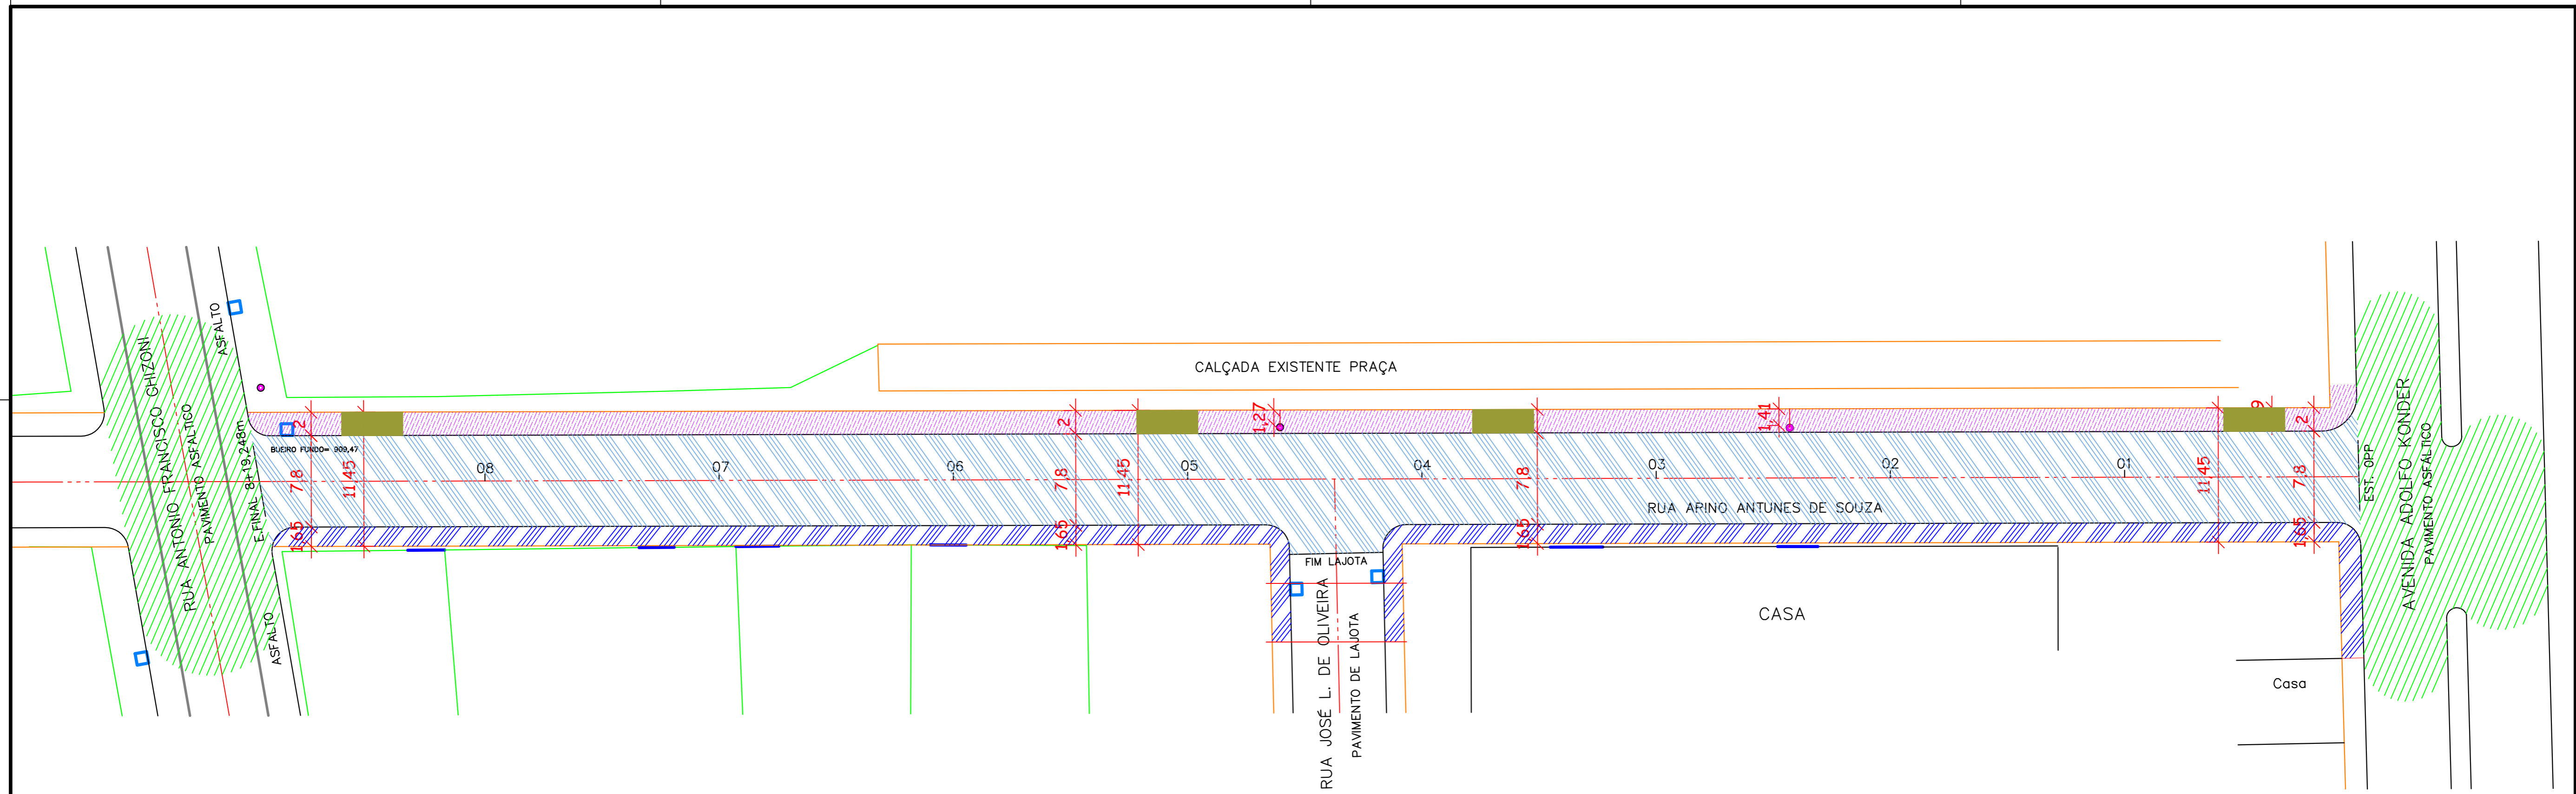 CALÇADA EXISTENTE PRAÇA
RUA ANTONIO FRANCISCO GHIZONI
PAVIMENTO ASFALTICO
ASFALTO
E.FINAL 8+19,248m
ASFALTO
BUEIRO FUNDO= 909,47
2
7,8
1,65
11,45
08
07
06
2
7,8
1,65
11,45
05
1,27
04
7,8
1,65
03
1,41
02
01
11,45
9
2
7,8
1,65
RUA ARINO ANTUNES DE SOUZA
EST. 0PP
AVENIDA ADOLFO KONDER
PAVIMENTO ASFÁLTICO
FIM LAJOTA
RUA JOSÉ L. DE OLIVEIRA
PAVIMENTO DE LAJOTA
CASA
Casa